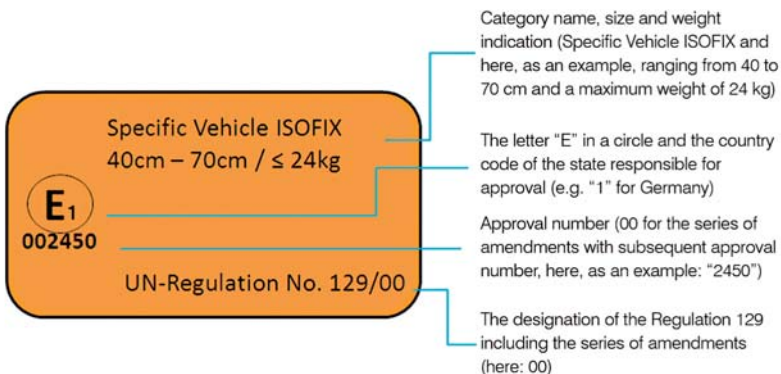 Specific Vehicle ISOFIX
40cm – 70cm / ≤ 24kg
E1
002450
UN-Regulation No. 129/00
Category name, size and weight
indication (Specific Vehicle ISOFIX and
here, as an example, ranging from 40 to
70 cm and a maximum weight of 24 kg)
The letter “E” in a circle and the country
code of the state responsible for
approval (e.g. “1” for Germany)
Approval number (00 for the series of
amendments with subsequent approval
number, here, as an example: “2450”)
The designation of the Regulation 129
including the series of amendments
(here: 00)